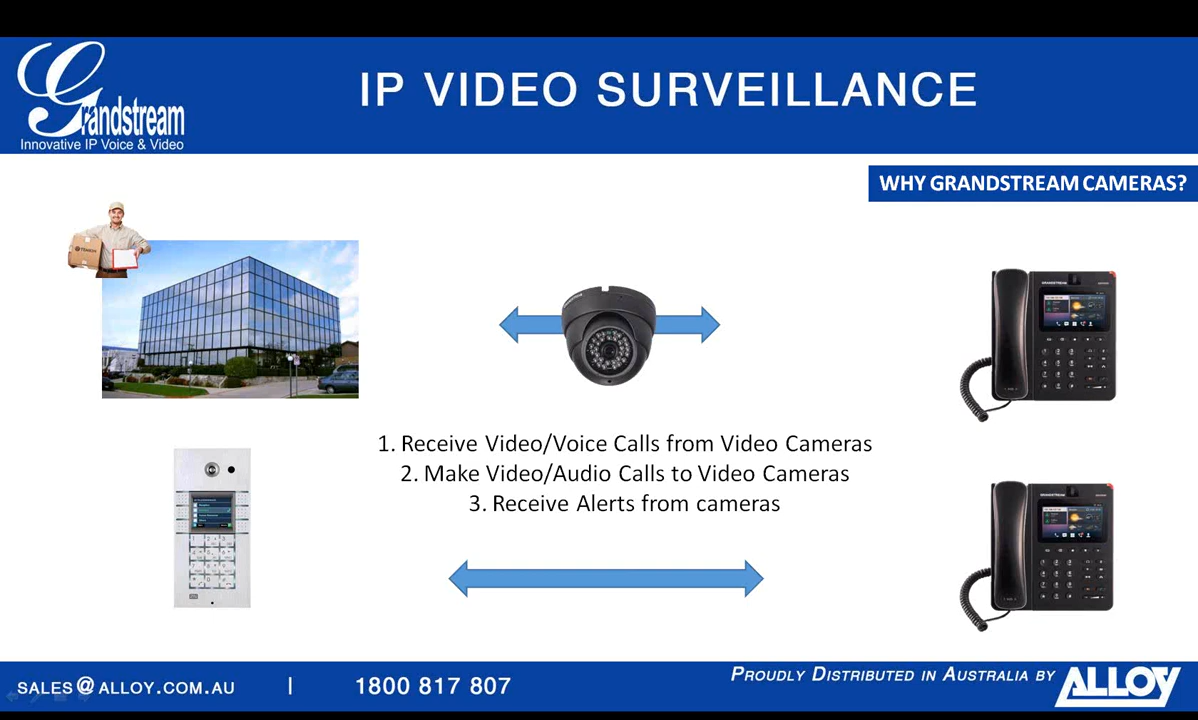 Grandstream
Innovative IP Voice & Video
IP VIDEO SURVEILLANCE
WHY GRANDSTREAM CAMERAS?
1. Receive Video/Voice Calls from Video Cameras
2. Make Video/Audio Calls to Video Cameras
3. Receive Alerts from cameras
GRANDSTREAM
GRANDSTREAM
SALES@ALLOY.COM.AU | 1800 817 807
PROUDLY DISTRIBUTED IN AUSTRALIA BY ALLOY